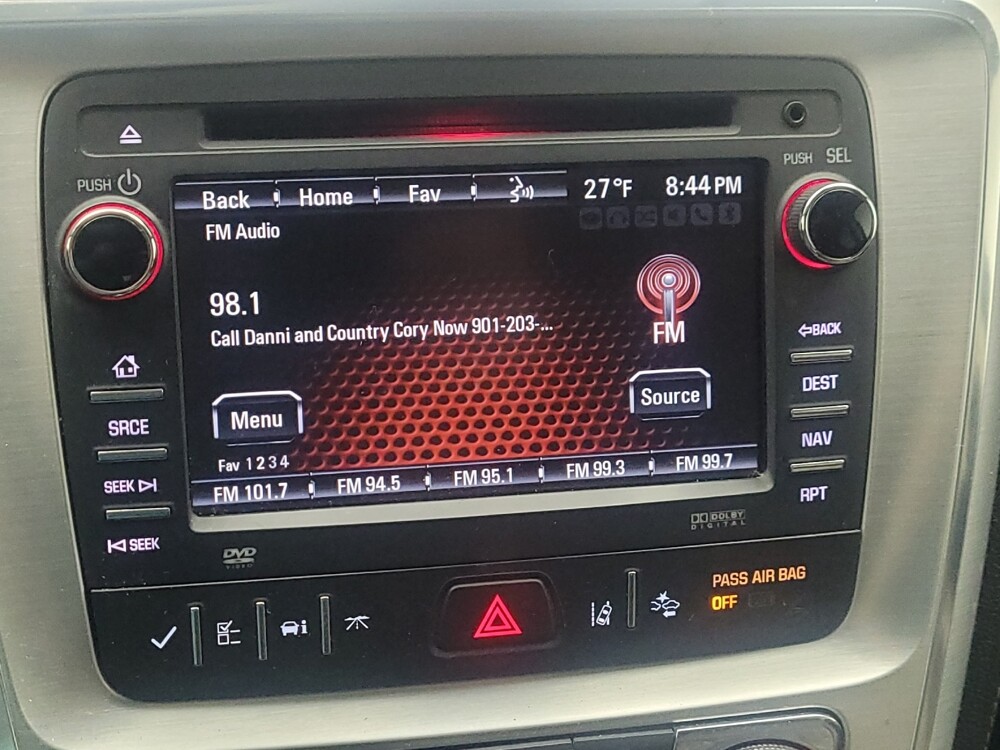 PUSH
PUSH SEL
Back Home Fav
27°F 8:44 PM
FM Audio
98.1
Call Danni and Country Cory Now 901-203-...
FM
Menu
Source
Fav 1 2 3 4
FM 101.7 FM 94.5 FM 95.1 FM 99.3 FM 99.7
SRCE
SEEK
SEEK
BACK
DEST
NAV
RPT
DVD
VIDEO
DOLBY
DIGITAL
PASS AIR BAG
OFF